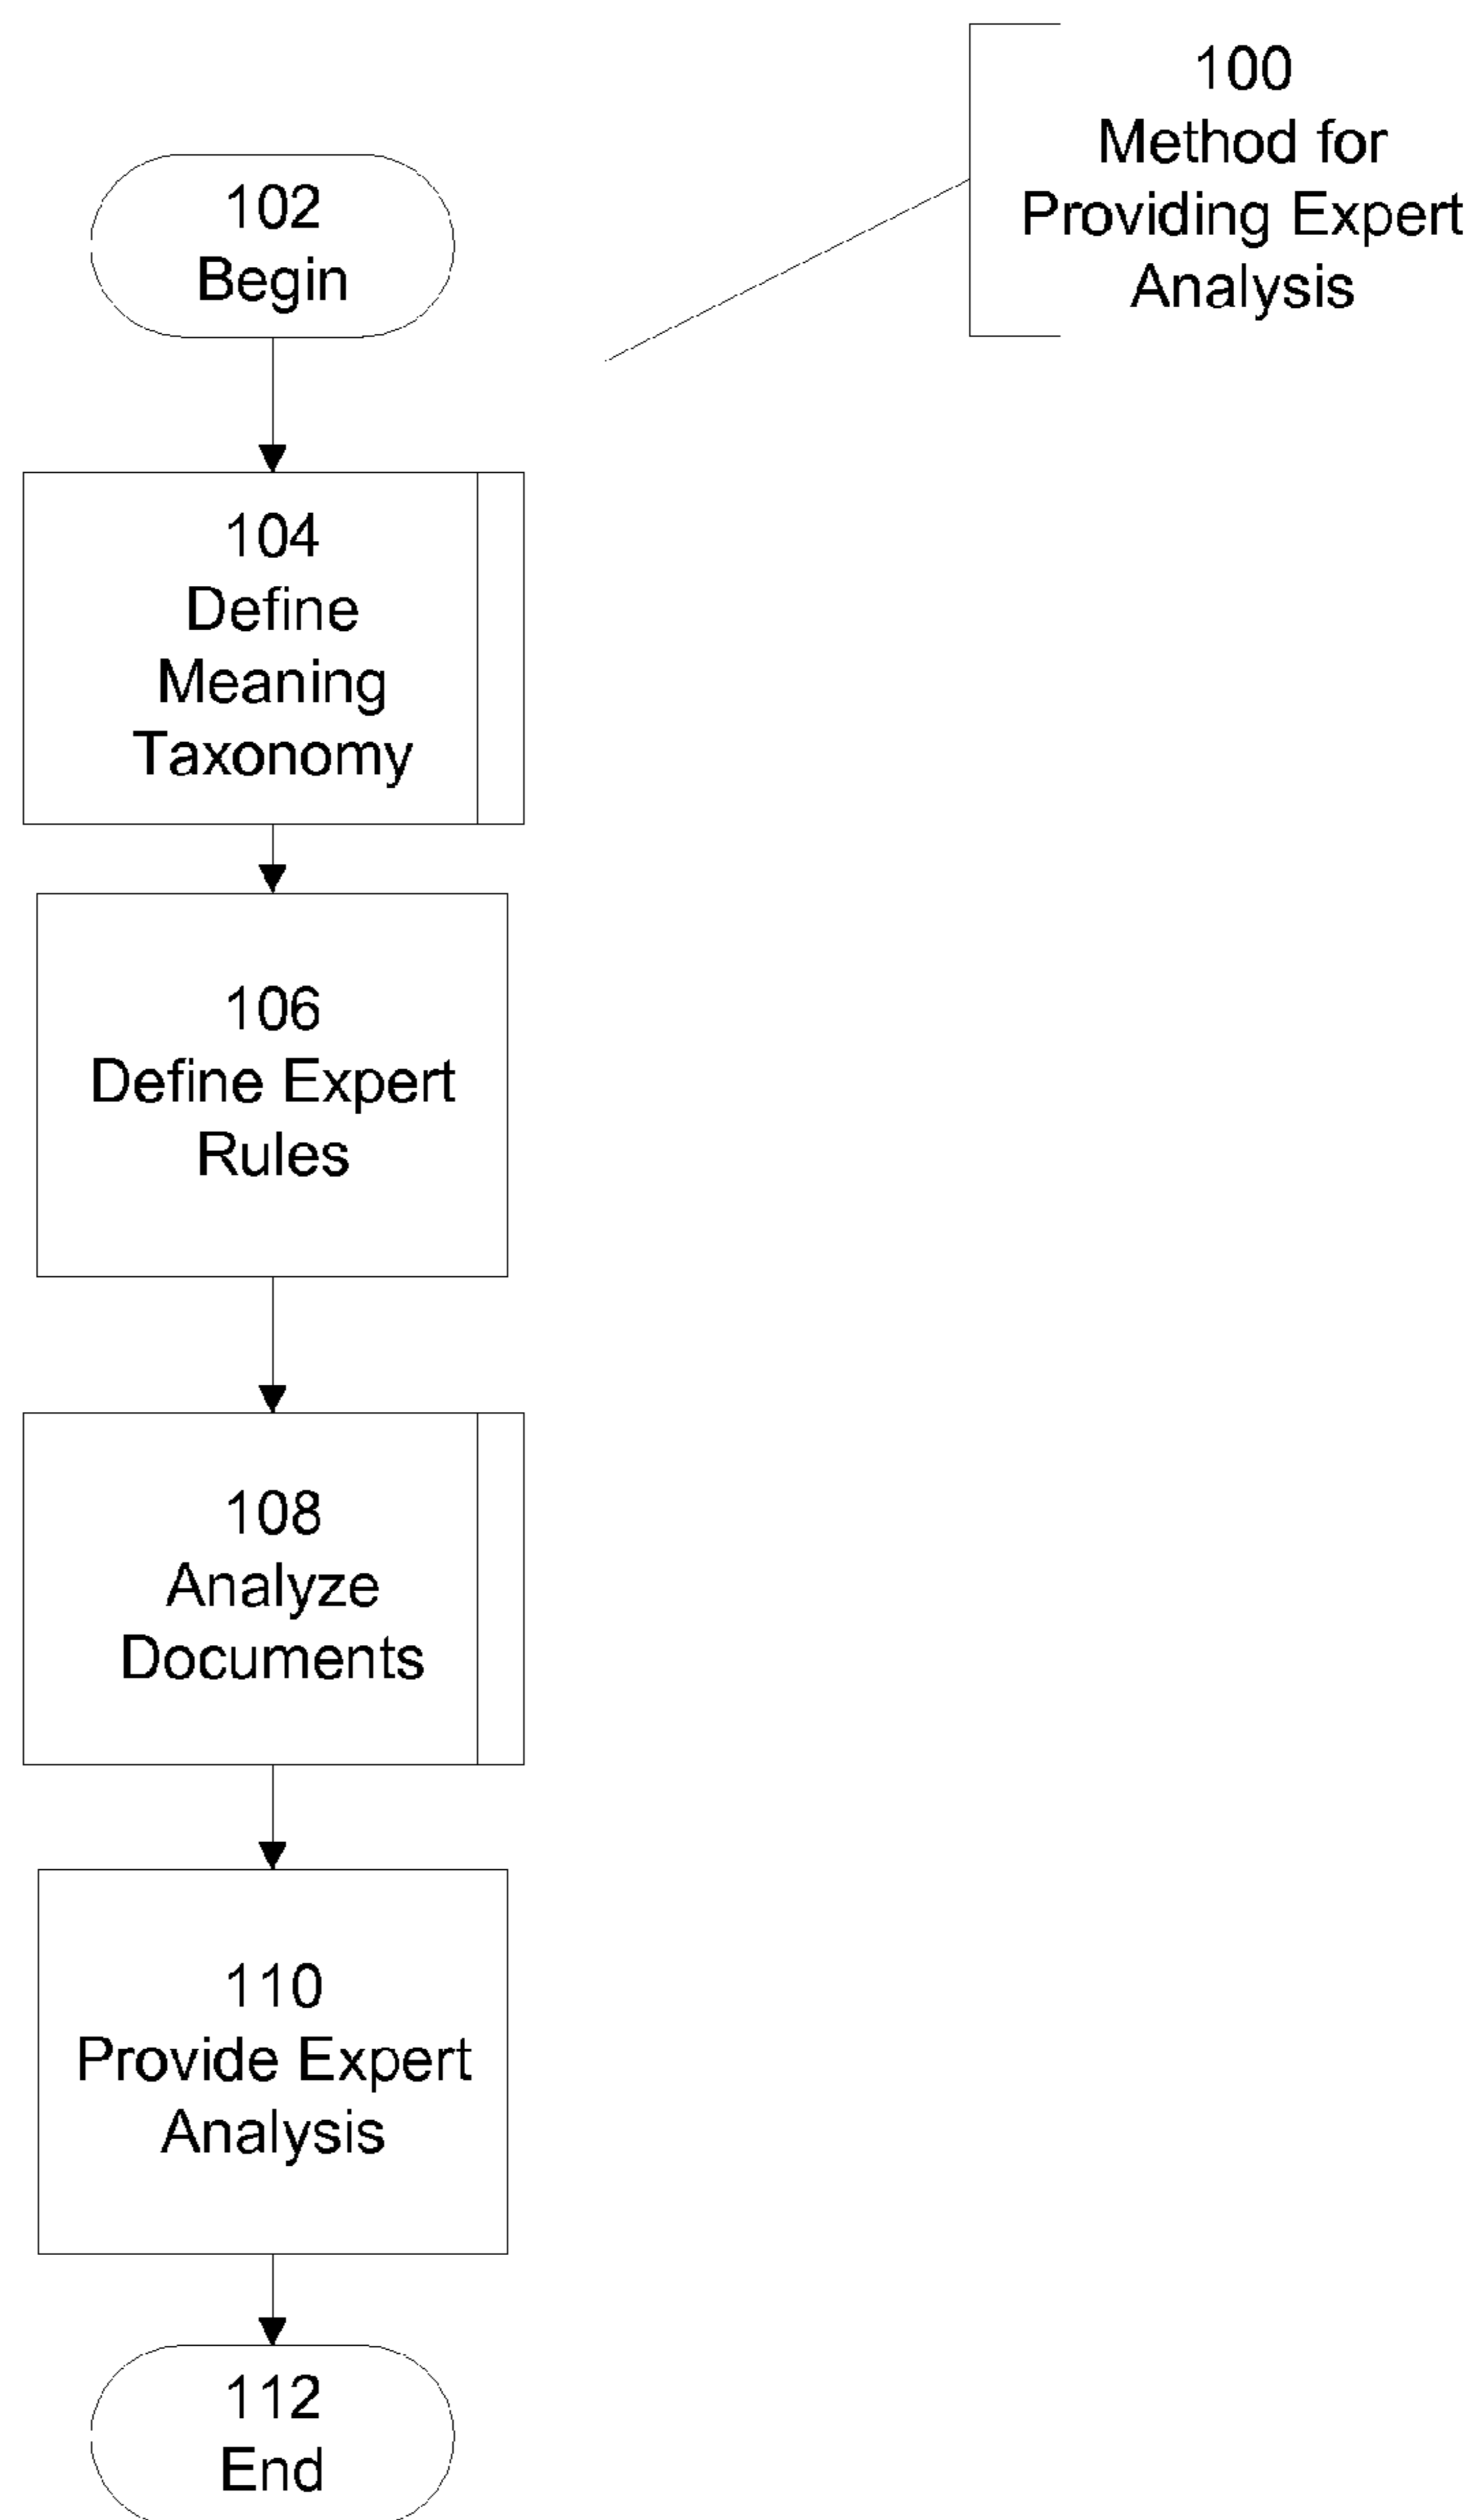 100
Method for
Providing Expert
Analysis
102
Begin
104
Define
Meaning
Taxonomy
106
Define Expert
Rules
108
Analyze
Documents
110
Provide Expert
Analysis
112
End